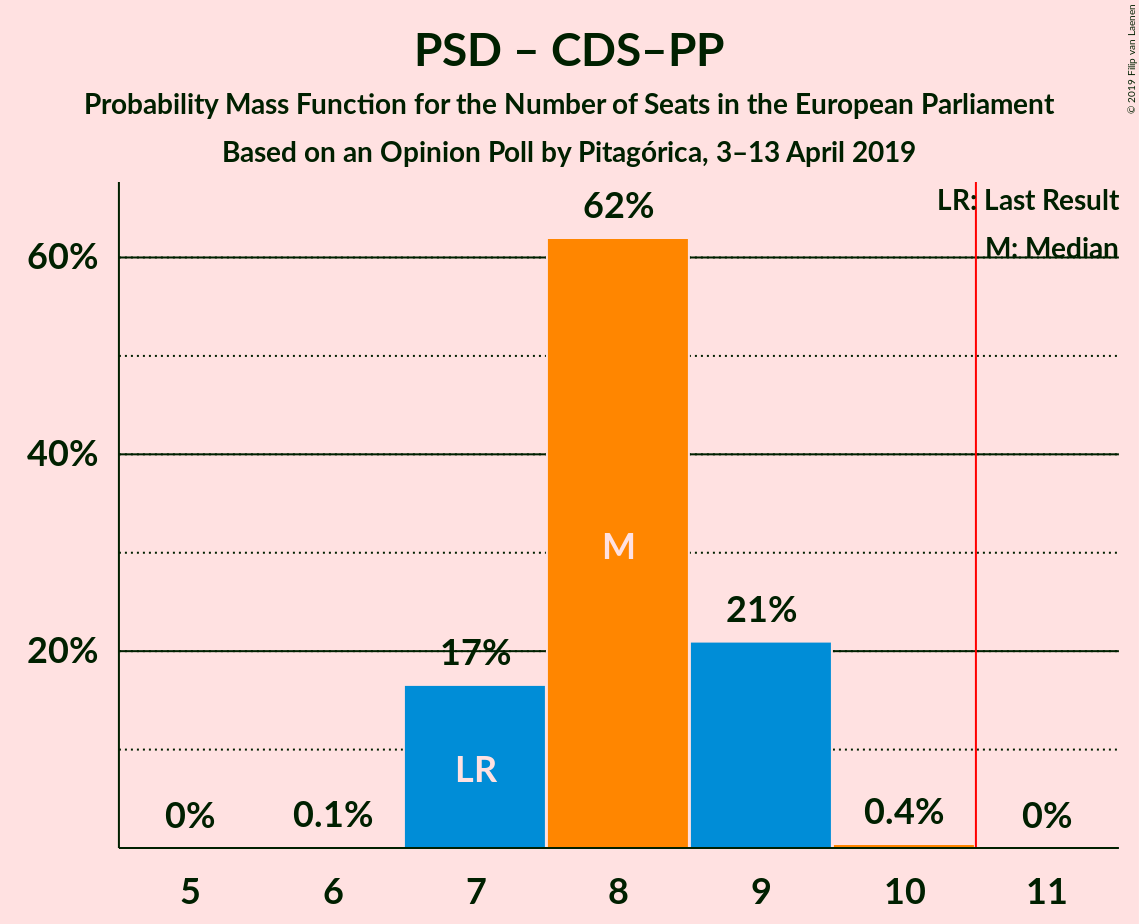 PSD – CDS–PP
Probability Mass Function for the Number of Seats in the European Parliament
Based on an Opinion Poll by Pitagórica, 3–13 April 2019
© 2019 Filip van Laenen
LR: Last Result
M: Median
60%
40%
20%
0%
0.1%
17%
62%
21%
0.4%
0%
LR
M
5
6
7
8
9
10
11